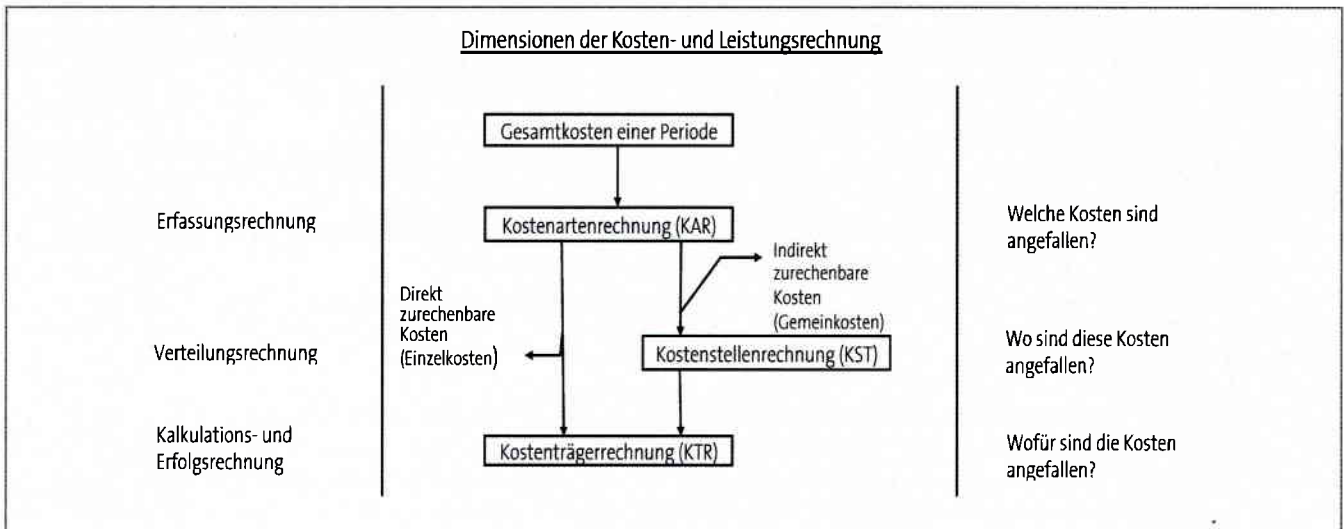 Dimensionen der Kosten- und Leistungsrechnung
Gesamtkosten einer Periode
Erfassungsrechnung
Kostenartenrechnung (KAR)
Welche Kosten sind
angefallen?
Direkt
zurechenbare
Kosten
(Einzelkosten)
Indirekt
zurechenbare
Kosten
(Gemeinkosten)
Verteilungsrechnung
Kostenstellenrechnung (KST)
Wo sind diese Kosten
angefallen?
Kalkulations- und
Erfolgsrechnung
Kostenträgerrechnung (KTR)
Wofür sind die Kosten
angefallen?